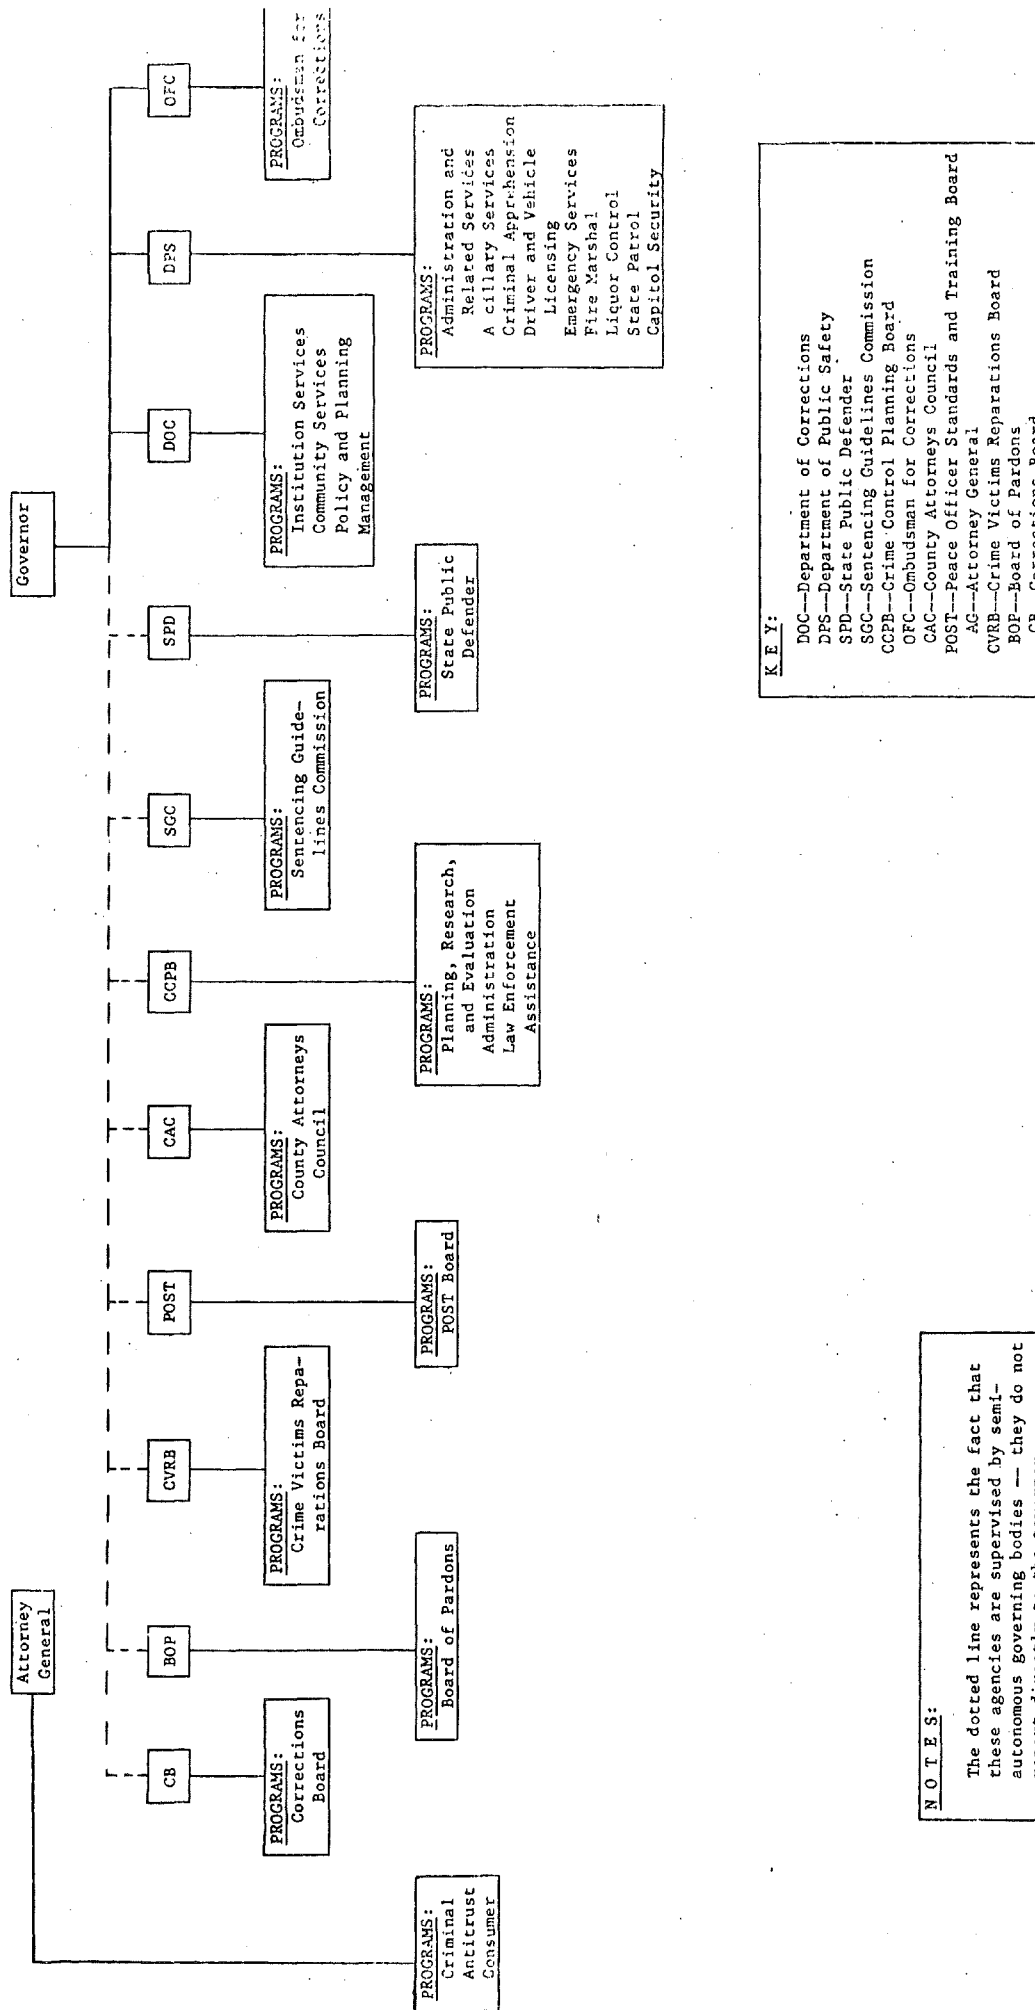 Attorney
General
Governor
CB
BOP
CVRB
POST
CAC
CCPB
SGC
SPD
DOC
DPS
OFC
PROGRAMS:
Criminal
Antitrust
Consumer
PROGRAMS:
Corrections
Board
PROGRAMS:
Board of Pardons
PROGRAMS:
Crime Victims Repa-
rations Board
PROGRAMS:
POST Board
PROGRAMS:
County Attorneys
Council
PROGRAMS:
Planning, Research,
and Evaluation
Administration
Law Enforcement
Assistance
PROGRAMS:
Sentencing Guide-
lines Commission
PROGRAMS:
State Public
Defender
PROGRAMS:
Institution Services
Community Services
Policy and Planning
Management
PROGRAMS:
Administration and
Related Services
A cillary Services
Criminal Apprehension
Driver and Vehicle
Licensing
Emergency Services
Fire Marshal
Liquor Control
State Patrol
Capitol Security
PROGRAMS:
Ombudsman for
Corrections
N O T E S:
The dotted line represents the fact that
these agencies are supervised by semi-
autonomous governing bodies -- they do not
K E Y:
DOC--Department of Corrections
DPS--Department of Public Safety
SPD--State Public Defender
SGC--Sentencing Guidelines Commission
CCPB--Crime Control Planning Board
OFC--Ombudsman for Corrections
CAC--County Attorneys Council
POST--Peace Officer Standards and Training Board
AG--Attorney General
CVRB--Crime Victims Reparations Board
BOP--Board of Pardons
CB--Corrections Board